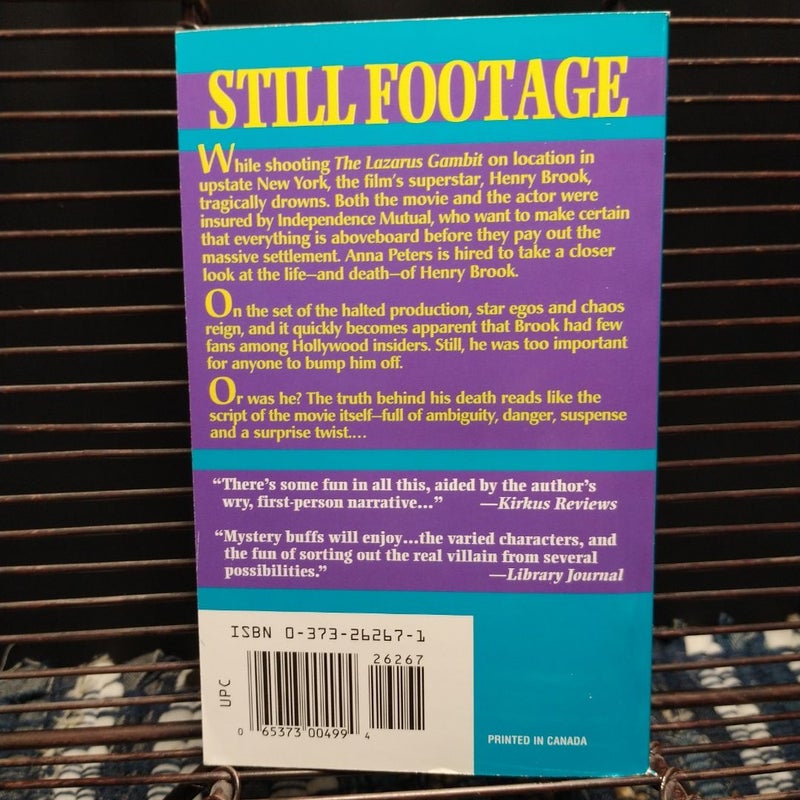 STILL FOOTAGE
While shooting The Lazarus Gambit on location in
upstate New York, the film's superstar, Henry Brook,
tragically drowns. Both the movie and the actor were
insured by Independence Mutual, who want to make certain
that everything is aboveboard before they pay out the
massive settlement. Anna Peters is hired to take a closer
look at the life—and death—of Henry Brook.
On the set of the halted production, star egos and chaos
reign, and it quickly becomes apparent that Brook had few
fans among Hollywood insiders. Still, he was too important
for anyone to bump him off.
Or was he? The truth behind his death reads like the
script of the movie itself—full of ambiguity, danger, suspense
and a surprise twist....
“There's some fun in all this, aided by the author's
wry, first-person narrative...” —Kirkus Reviews
“Mystery buffs will enjoy...the varied characters, and
the fun of sorting out the real villain from several
possibilities.” —Library Journal
ISBN 0-373-26267-1
26267
UPC
0 65373 00499 4
PRINTED IN CANADA